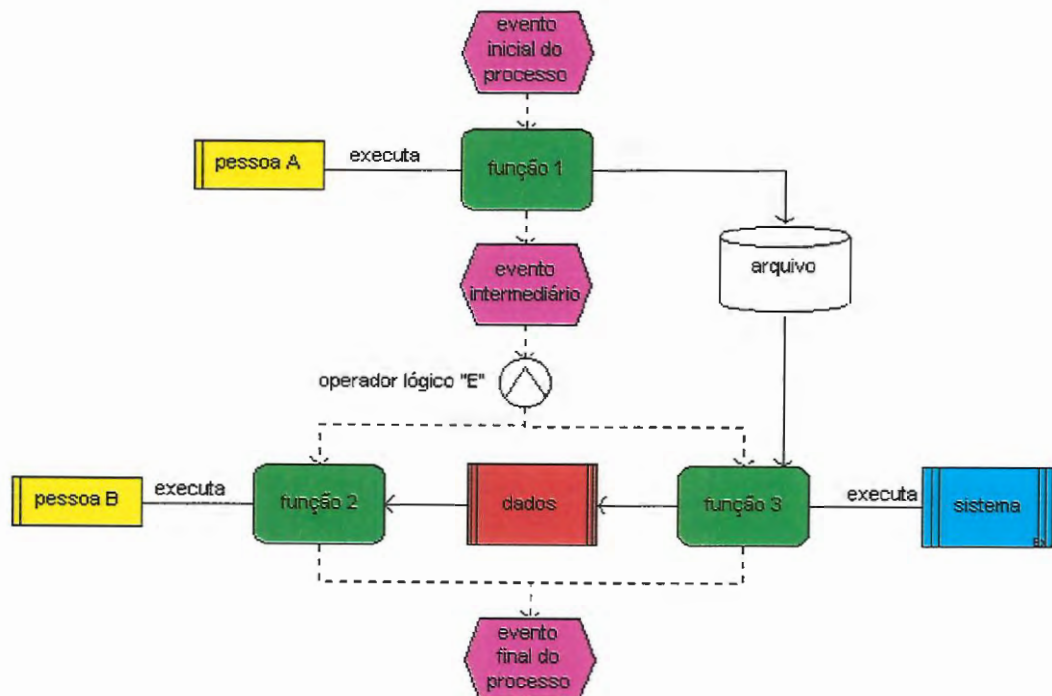 evento
inicial do
processo
pessoa A
executa
função 1
evento
intermediário
arquivo
operador lógico "E"
pessoa B
executa
função 2
dados
função 3
executa
sistema
evento
final do
processo